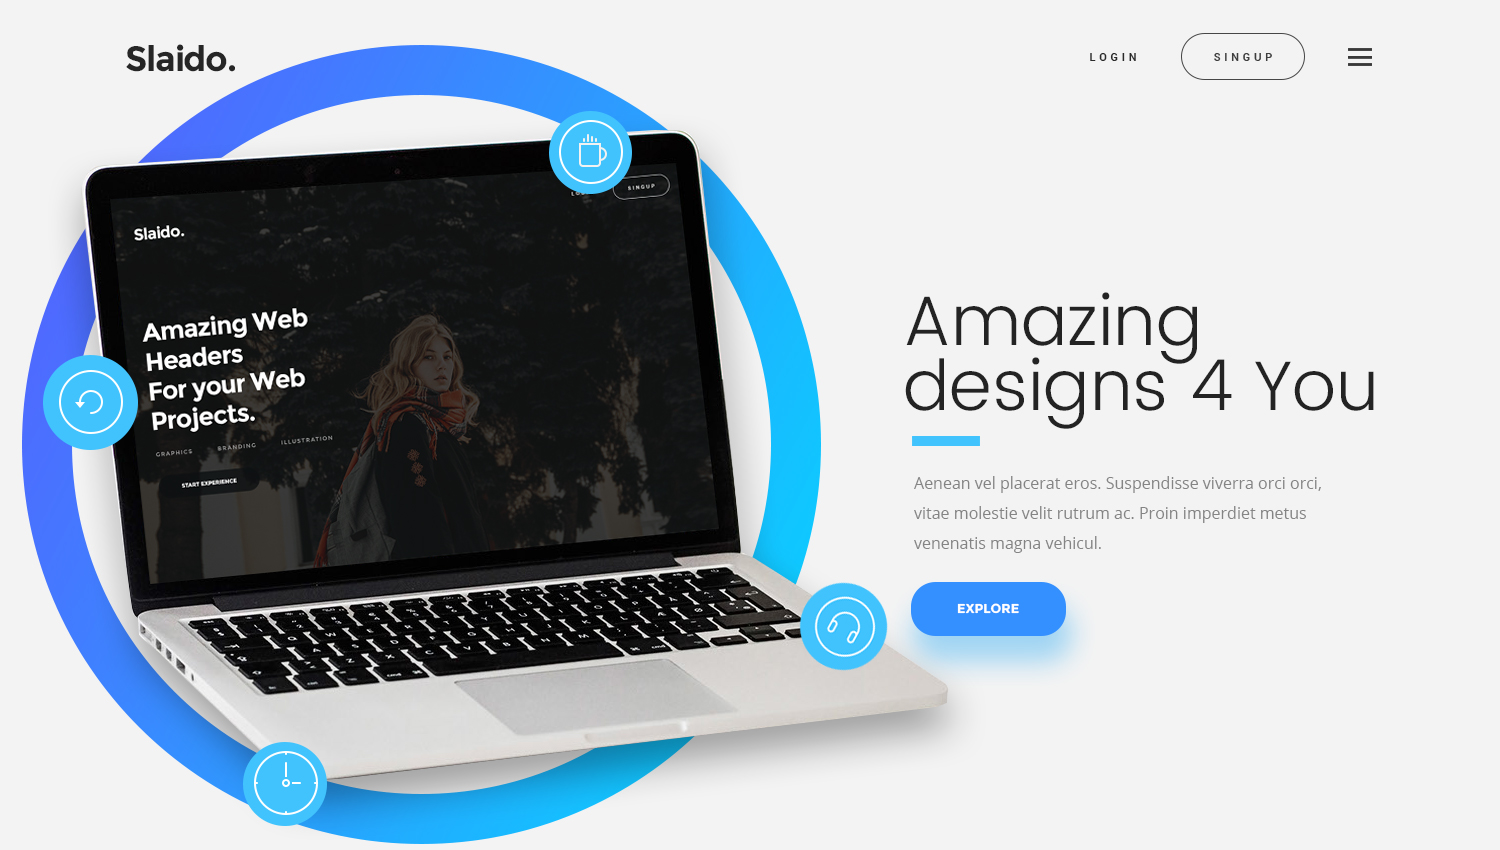 Slaido.
LOGIN
SINGUP
SINGUP
Slaido.
Amazing Web
Headers
For your Web
Projects.
GRAPHICS BRANDING ILLUSTRATION
START EXPERIENCE
Amazing
designs 4 You
Aenean vel placerat eros. Suspendisse viverra orci orci,
vitae molestie velit rutrum ac. Proin imperdiet metus
venenatis magna vehicul.
EXPLORE